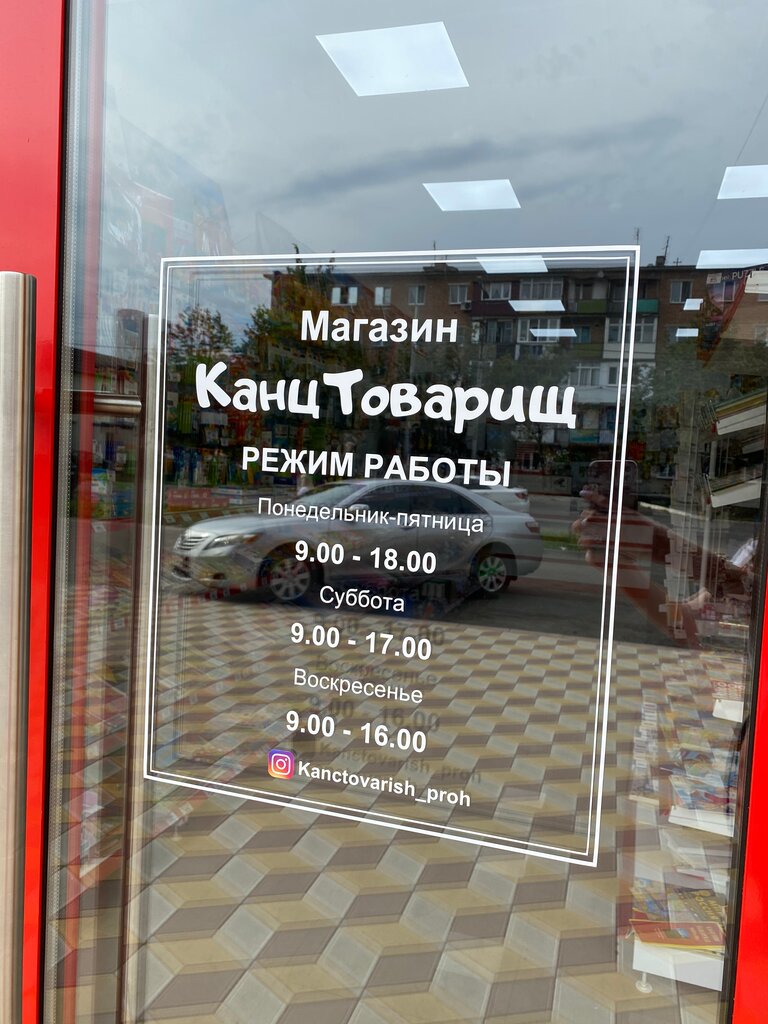 Магазин
КанцТоварищ
РЕЖИМ РАБОТЫ
Понедельник-пятница
9.00 - 18.00
Суббота
9.00 - 17.00
Воскресенье
9.00 - 16.00
Kanctovarish_proh